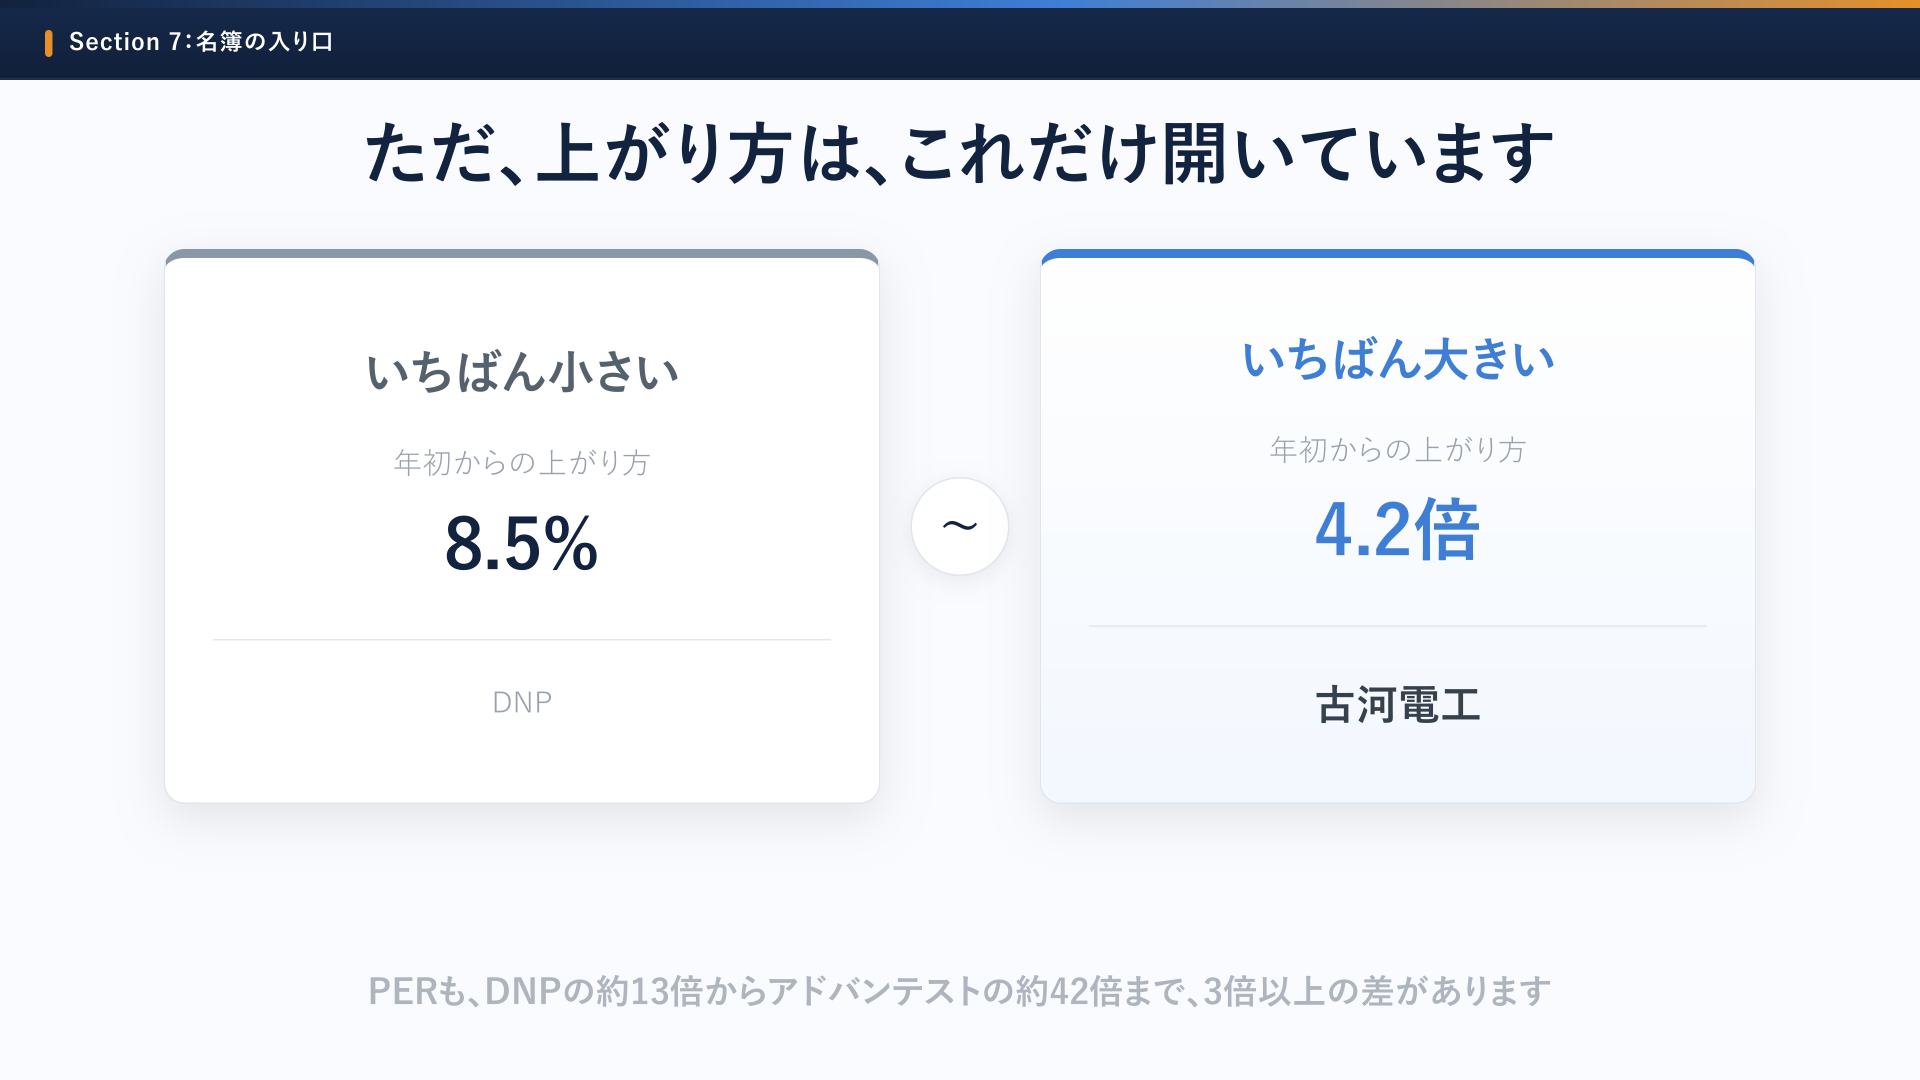 Section 7：名簿の入り口
ただ、上がり方は、これだけ開いています
いちばん小さい
年初からの上がり方
8.5%
DNP
〜
いちばん大きい
年初からの上がり方
4.2倍
古河電工
PERも、DNPの約13倍からアドバンテストの約42倍まで、3倍以上の差があります